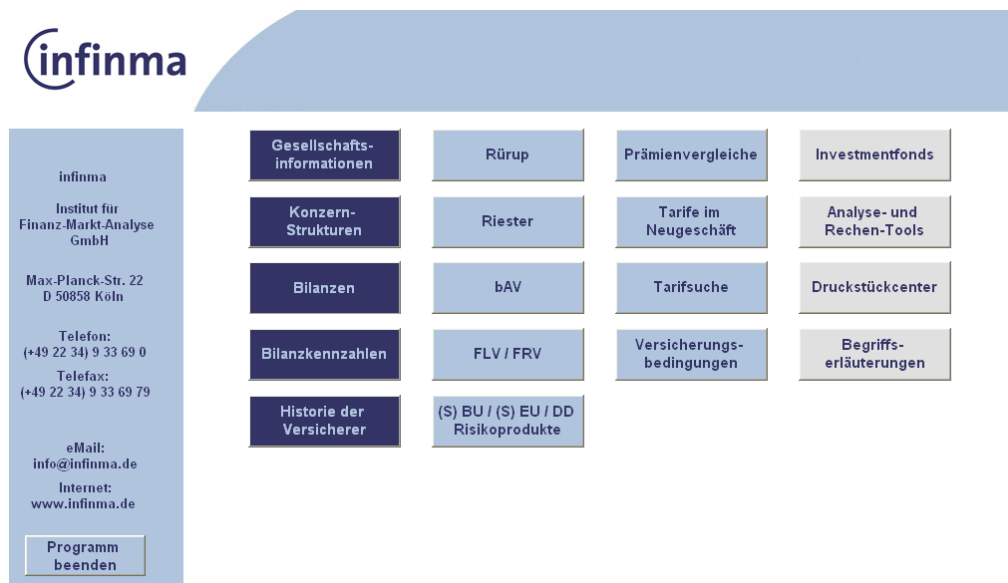 infinma
infinma
Institut für
Finanz-Markt-Analyse
GmbH
Max-Planck-Str. 22
D 50858 Köln
Telefon:
(+49 22 34) 9 33 69 0
Telefax:
(+49 22 34) 9 33 69 79
eMail:
info@infinma.de
Internet:
www.infinma.de
Programm
beenden
Gesellschafts-
informationen
Konzern-
Strukturen
Bilanzen
Bilanzkennzahlen
Historie der
Versicherer
Rürup
Riester
bAV
FLV / FRV
(S) BU / (S) EU / DD
Risikoprodukte
Prämienvergleiche
Tarife im
Neugeschäft
Tarifsuche
Versicherungs-
bedingungen
Investmentfonds
Analyse- und
Rechen-Tools
Druckstückcenter
Begriffs-
erläuterungen